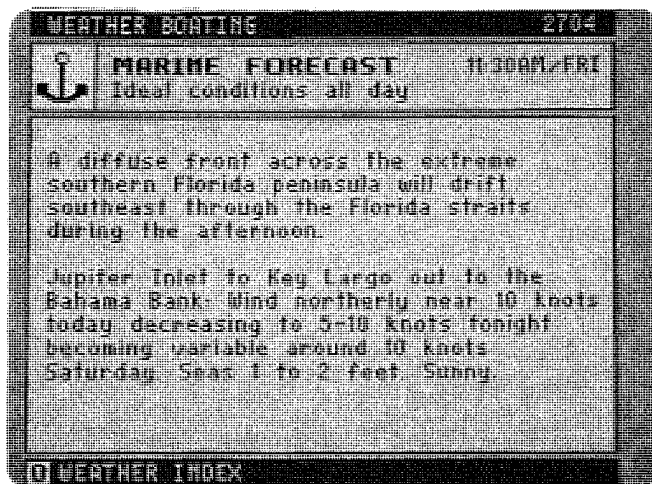 WEATHER BOATING 2704
MARINE FORECAST 11:30AM/FRI
Ideal conditions all day
A diffuse front across the extreme
southern Florida peninsula will drift
southeast through the Florida straits
during the afternoon.
Jupiter Inlet to Key Largo out to the
Bahama Bank- Wind northerly near 10 knots
today decreasing to 5-10 knots tonight
becoming variable around 10 knots
Saturday. Seas 1 to 2 feet. Sunny.
0 WEATHER INDEX